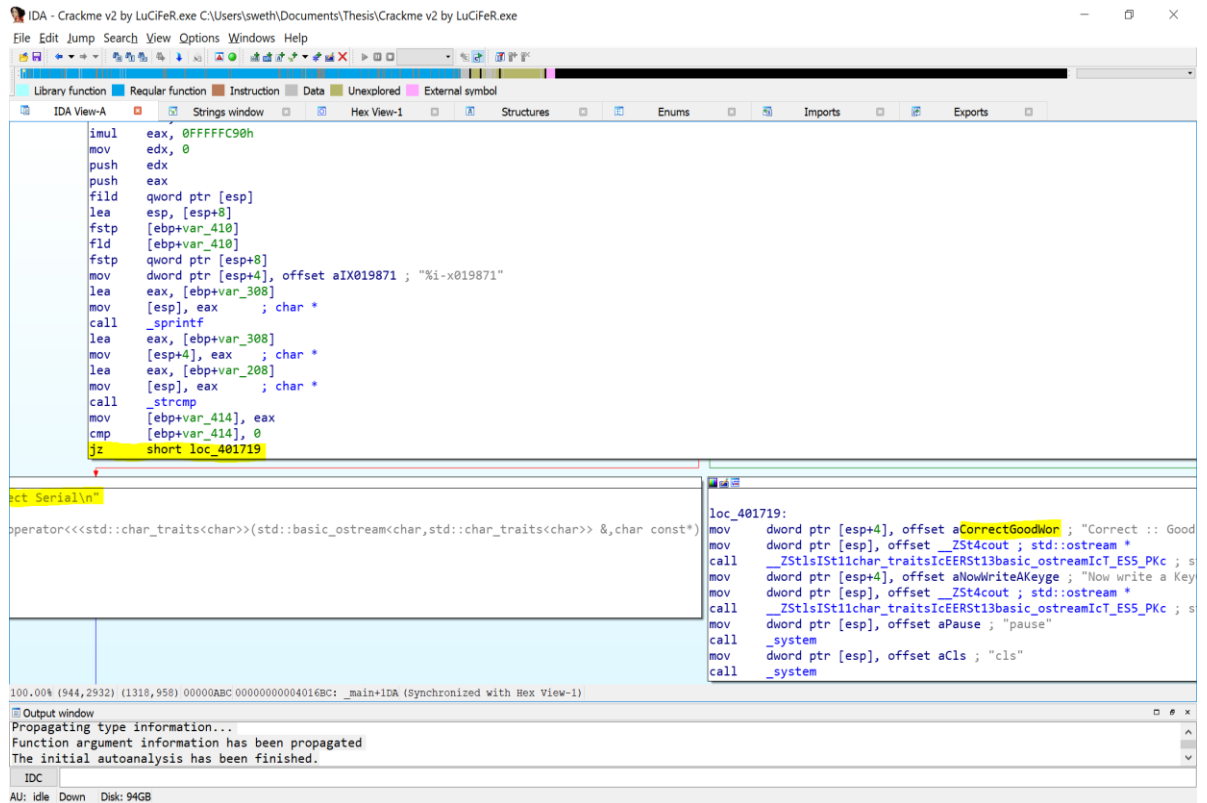 IDA - Crackme v2 by LuCiFeR.exe C:\Users\sweth\Documents\Thesis\Crackme v2 by LuCiFeR.exe
File Edit Jump Search View Options Windows Help
Library function Regular function Instruction Data Unexplored External symbol
IDA View-A Strings window Hex View-1 Structures Enums Imports Exports
imul eax, 0FFFFFC90h
mov edx, 0
push edx
push eax
fild qword ptr [esp]
lea esp, [esp+8]
fstp [ebp+var_410]
fld [ebp+var_410]
fstp qword ptr [esp+8]
mov dword ptr [esp+4], offset aIX019871 ; "%i-x019871"
lea eax, [ebp+var_308]
mov [esp], eax ; char *
call _sprintf
lea eax, [ebp+var_308]
mov [esp+4], eax ; char *
lea eax, [ebp+var_208]
mov [esp], eax ; char *
call _strcmp
mov [ebp+var_414], eax
cmp [ebp+var_414], 0
jz short loc_401719
ect Serial\n"
operator<<<std::char_traits<char>>(std::basic_ostream<char,std::char_traits<char>> &,char const*)
loc_401719:
mov dword ptr [esp+4], offset aCorrectGoodWor ; "Correct :: Good
mov dword ptr [esp], offset __ZSt4cout ; std::ostream *
call __ZStlsISt11char_traitsIcEERSt13basic_ostreamIcT_ES5_PKc ; s
mov dword ptr [esp+4], offset aNowWriteAKeyge ; "Now write a Key
mov dword ptr [esp], offset __ZSt4cout ; std::ostream *
call __ZStlsISt11char_traitsIcEERSt13basic_ostreamIcT_ES5_PKc ; s
mov dword ptr [esp], offset aPause ; "pause"
call _system
mov dword ptr [esp], offset aCls ; "cls"
call _system
100.00% (944,2932) (1318,958) 00000ABC 00000000004016BC: _main+1DA (Synchronized with Hex View-1)
Output window
Propagating type information...
Function argument information has been propagated
The initial autoanalysis has been finished.
IDC
AU: idle Down Disk: 94GB